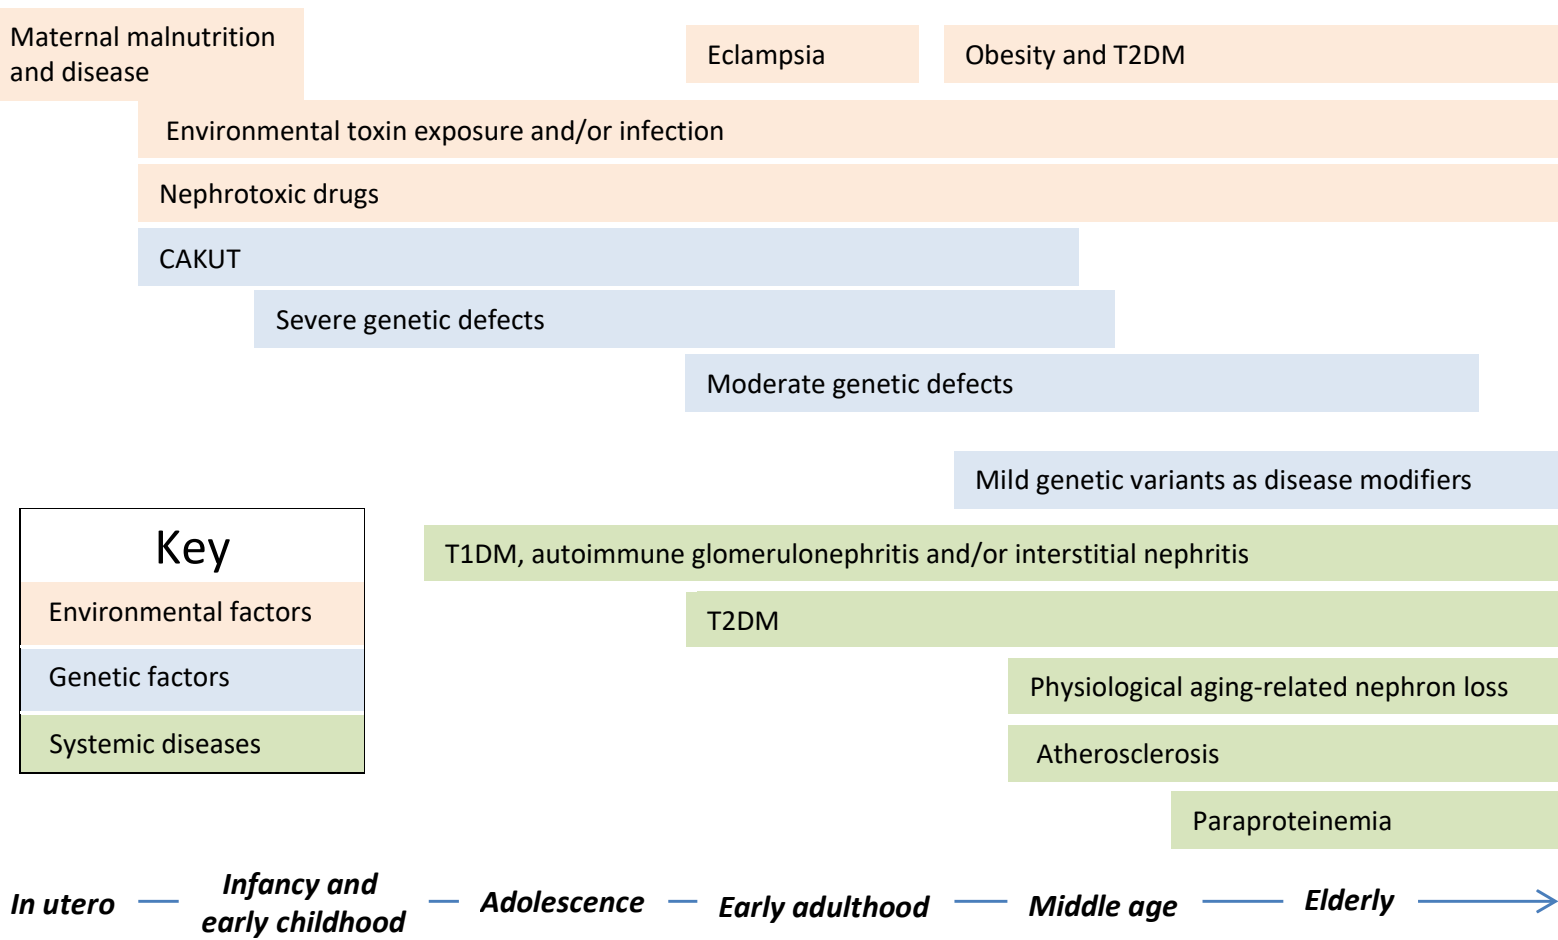 Maternal malnutrition
and disease
Eclampsia
Obesity and T2DM
Environmental toxin exposure and/or infection
Nephrotoxic drugs
CAKUT
Severe genetic defects
Moderate genetic defects
Mild genetic variants as disease modifiers
Key
Environmental factors
Genetic factors
Systemic diseases
T1DM, autoimmune glomerulonephritis and/or interstitial nephritis
T2DM
Physiological aging-related nephron loss
Atherosclerosis
Paraproteinemia
In utero
Infancy and
early childhood
Adolescence
Early adulthood
Middle age
Elderly